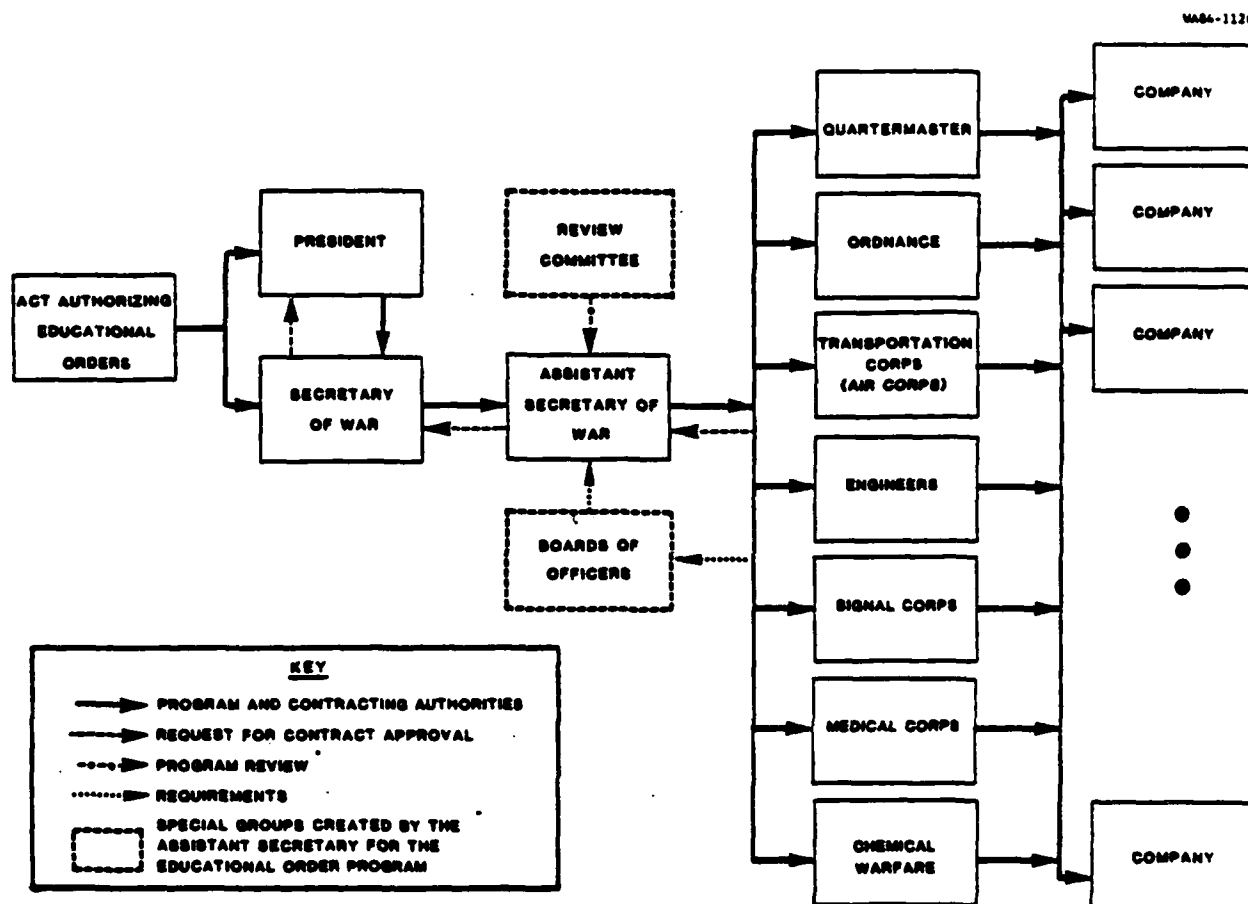 PRESIDENT
ACT AUTHORIZING
EDUCATIONAL
ORDERS
SECRETARY
OF WAR
REVIEW
COMMITTEE
ASSISTANT
SECRETARY OF
WAR
BOARDS OF
OFFICERS
QUARTERMASTER
ORDNANCE
TRANSPORTATION
CORPS
(AIR CORPS)
ENGINEERS
SIGNAL CORPS
MEDICAL CORPS
CHEMICAL
WARFARE
COMPANY
COMPANY
COMPANY
COMPANY
KEY
PROGRAM AND CONTRACTING AUTHORITIES
REQUEST FOR CONTRACT APPROVAL
PROGRAM REVIEW
REQUIREMENTS
SPECIAL GROUPS CREATED BY THE
ASSISTANT SECRETARY FOR THE
EDUCATIONAL ORDER PROGRAM